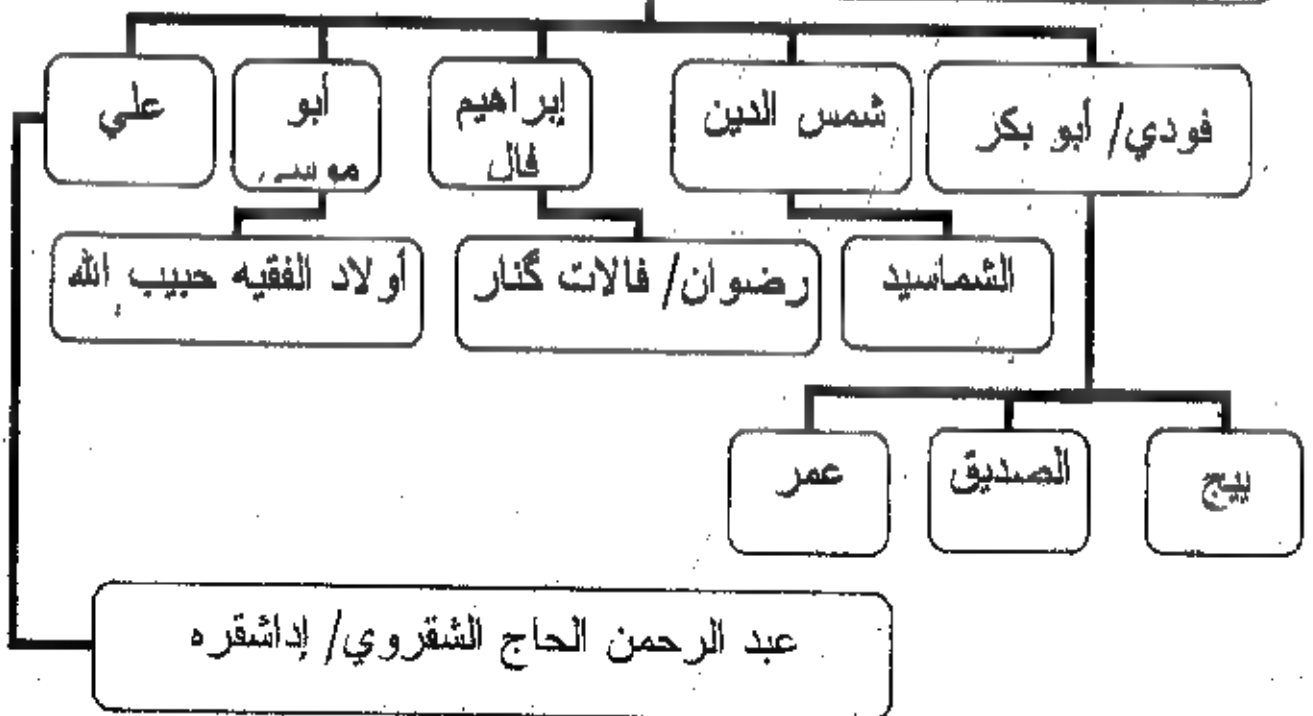 فودي/ أبو بكر
شمس الدين
إبراهيم
فال
أبو
موسى
علي
الشماسيد
رضوان/ فالات گنار
أولاد الفقيه حبيب الله
بيج
الصديق
عمر
عبد الرحمن الحاج الشقروي/ إداشقره